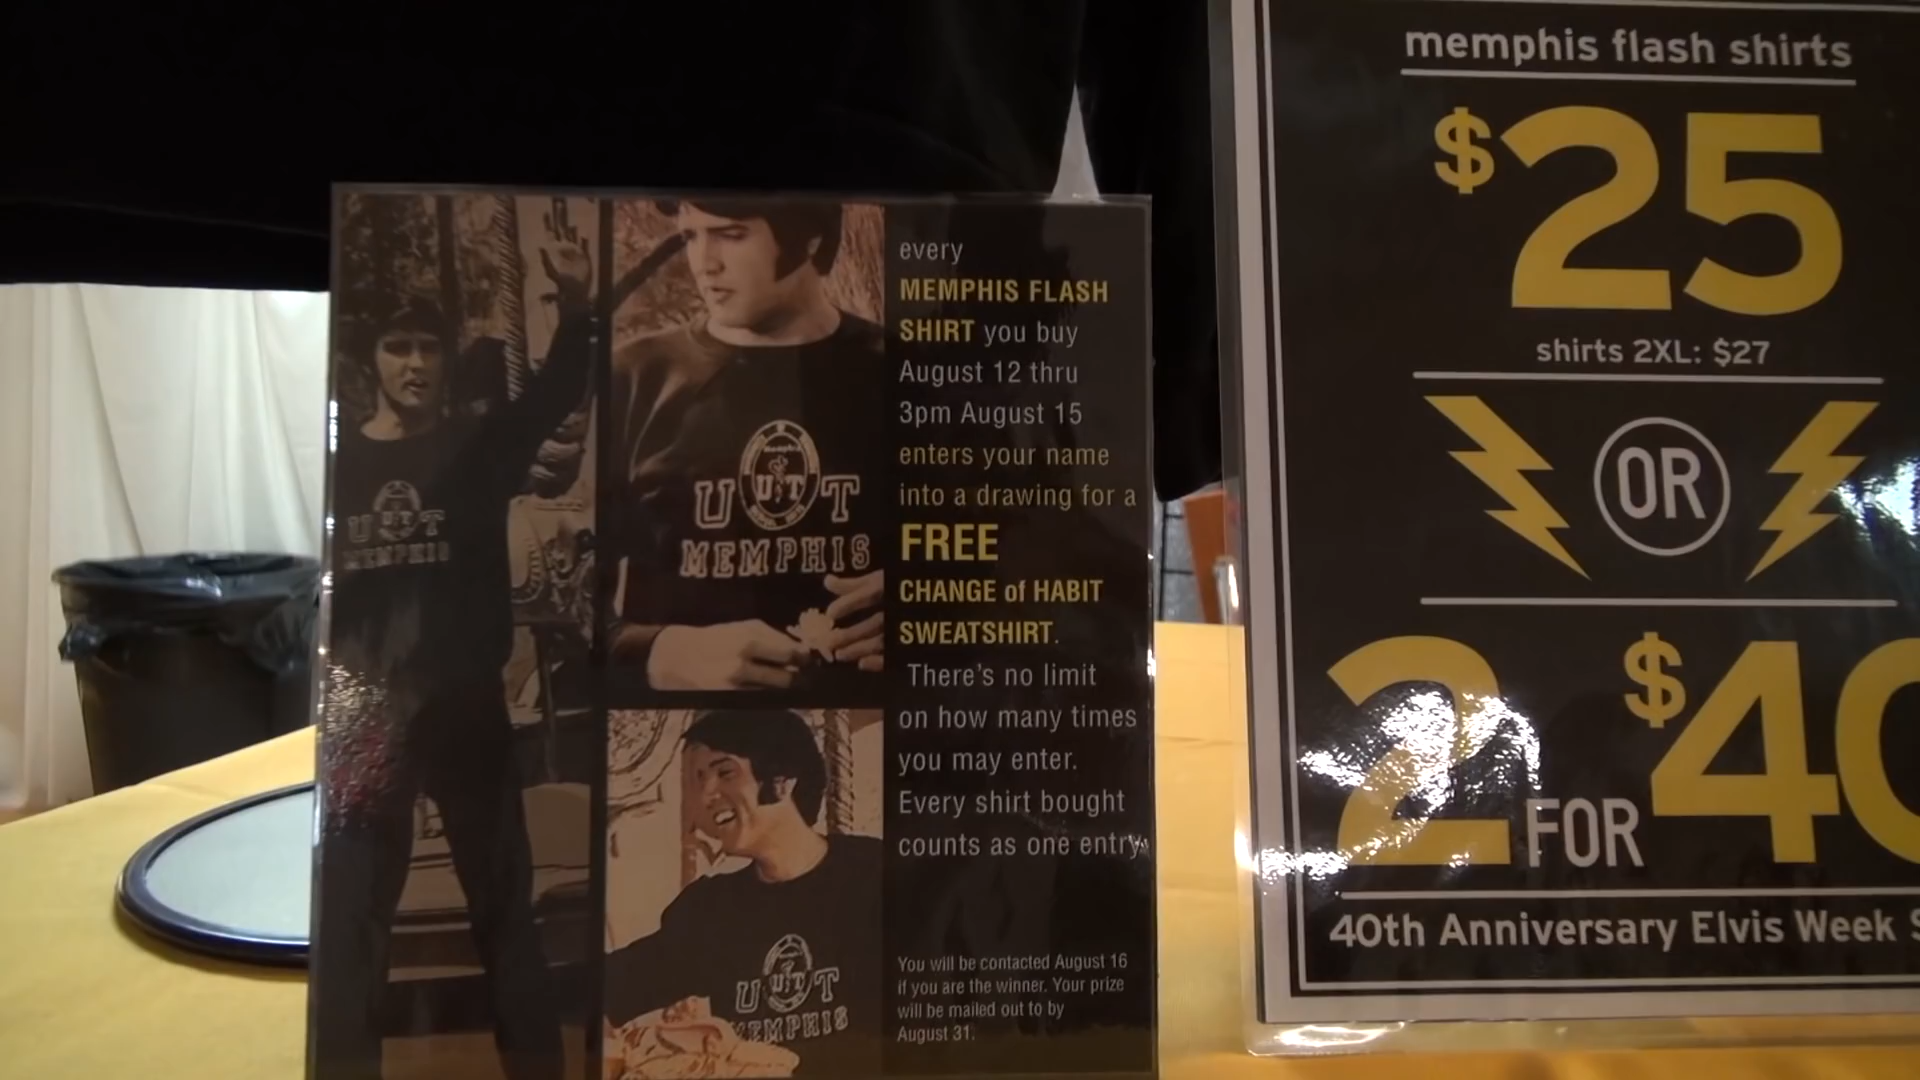 every
MEMPHIS FLASH
SHIRT you buy
August 12 thru
3pm August 15
enters your name
into a drawing for a
FREE
CHANGE of HABIT
SWEATSHIRT.
There's no limit
on how many times
you may enter.
Every shirt bought
counts as one entry.
You will be contacted August 16
if you are the winner. Your prize
will be mailed out to by
August 31.
U UT T
MEMPHIS
U UT T
MEMPHIS
U UT T
MEMPHIS
memphis flash shirts
$25
shirts 2XL: $27
OR
2 FOR $40
40th Anniversary Elvis Week S